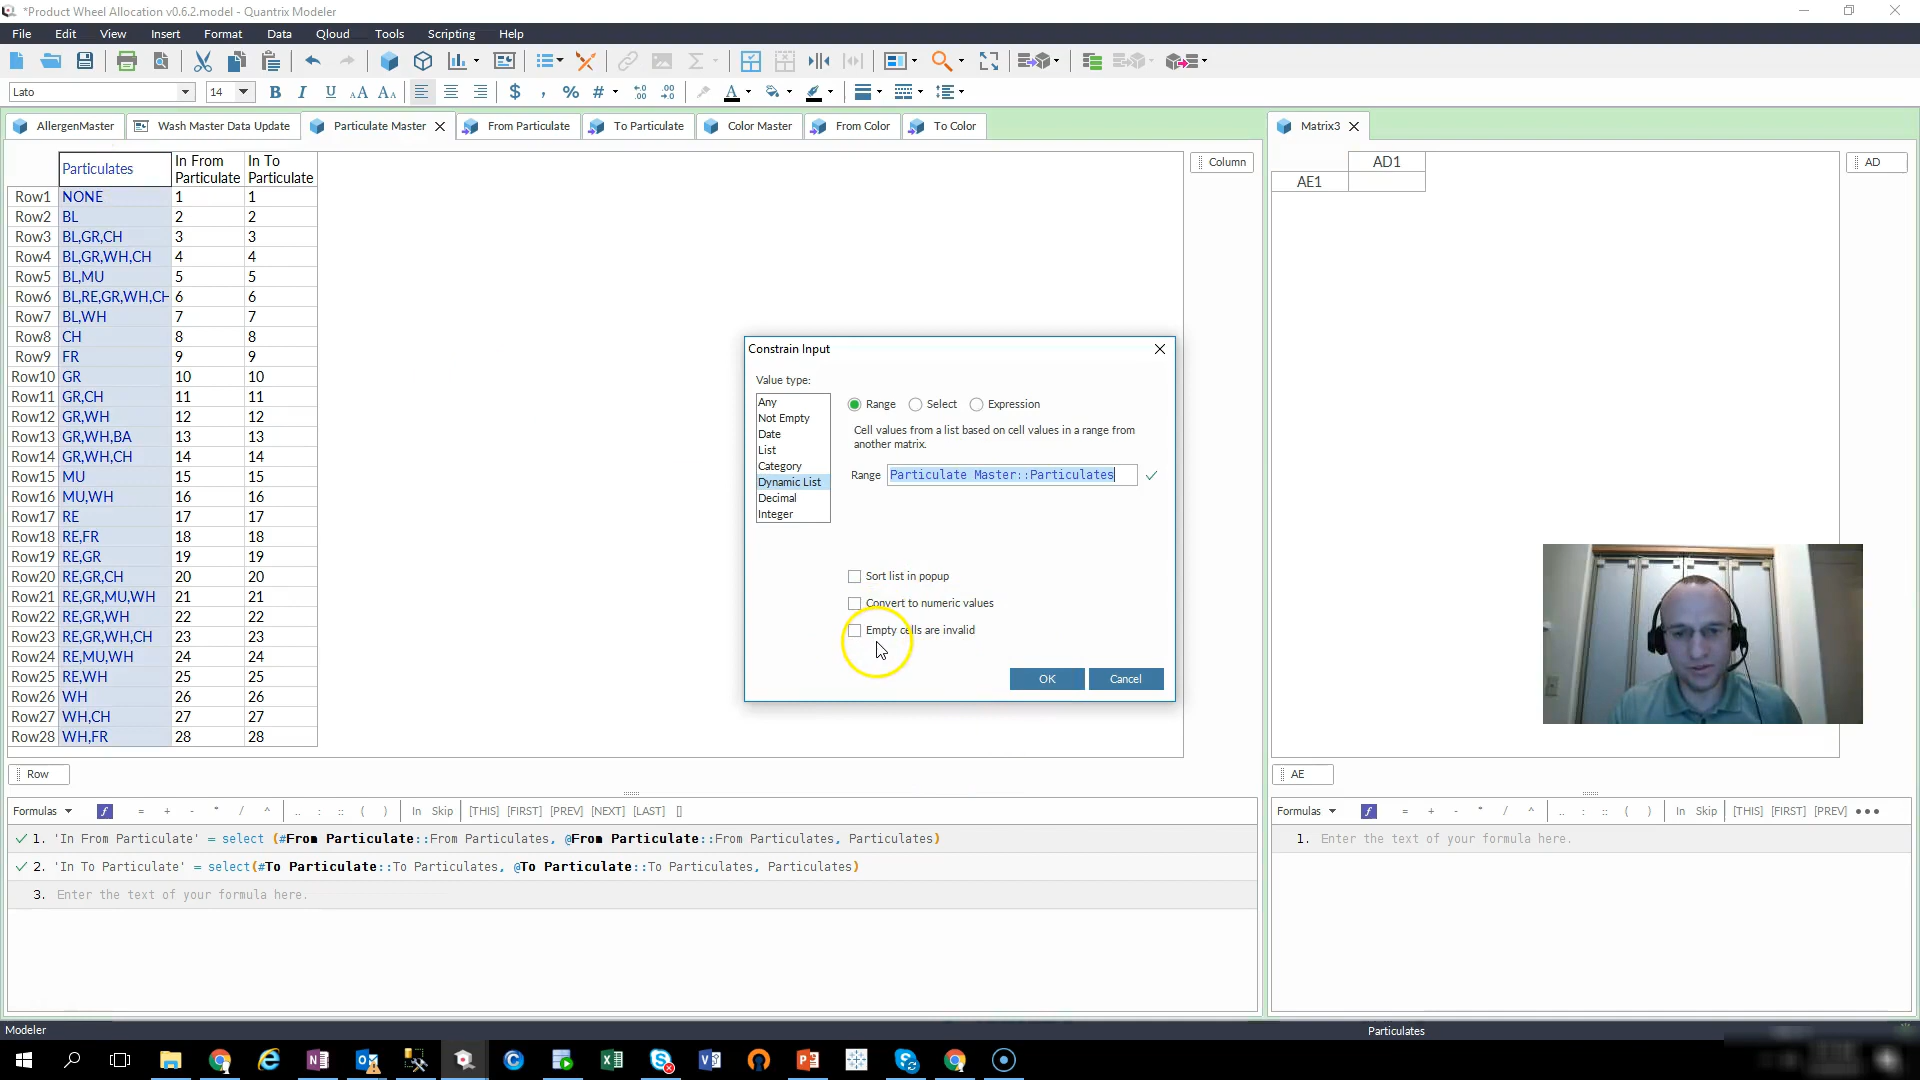 *Product Wheel Allocation v0.6.2.model - Quantrix Modeler
File Edit View Insert Format Data Qloud Tools Scripting Help
Lato 14 B I U
AllergenMaster Wash Master Data Update Particulate Master From Particulate To Particulate Color Master From Color To Color Matrix3
Particulates In From Particulate In To Particulate
Column
AD1
AD
AE1
Row1 NONE 1 1
Row2 BL 2 2
Row3 BL,GR,CH 3 3
Row4 BL,GR,WH,CH 4 4
Row5 BL,MU 5 5
Row6 BL,RE,GR,WH,CH 6 6
Row7 BL,WH 7 7
Row8 CH 8 8
Row9 FR 9 9
Row10 GR 10 10
Row11 GR,CH 11 11
Row12 GR,WH 12 12
Row13 GR,WH,BA 13 13
Row14 GR,WH,CH 14 14
Row15 MU 15 15
Row16 MU,WH 16 16
Row17 RE 17 17
Row18 RE,FR 18 18
Row19 RE,GR 19 19
Row20 RE,GR,CH 20 20
Row21 RE,GR,MU,WH 21 21
Row22 RE,GR,WH 22 22
Row23 RE,GR,WH,CH 23 23
Row24 RE,MU,WH 24 24
Row25 RE,WH 25 25
Row26 WH 26 26
Row27 WH,CH 27 27
Row28 WH,FR 28 28
Constrain Input
Value type:
Any
Not Empty
Date
List
Category
Dynamic List
Decimal
Integer
Range Select Expression
Cell values from a list based on cell values in a range from
another matrix.
Range Particulate Master::Particulates
Sort list in popup
Convert to numeric values
Empty cells are invalid
OK Cancel
Row
AE
Formulas f = + - * / ^ .. : :: ( ) In Skip [THIS] [FIRST] [PREV] [NEXT] [LAST] []
1. 'In From Particulate' = select (#From Particulate::From Particulates, @From Particulate::From Particulates, Particulates)
2. 'In To Particulate' = select(#To Particulate::To Particulates, @To Particulate::To Particulates, Particulates)
3. Enter the text of your formula here.
Formulas f = + - * / ^ .. : :: ( ) In Skip [THIS] [FIRST] [PREV]
1. Enter the text of your formula here.
Modeler
Particulates